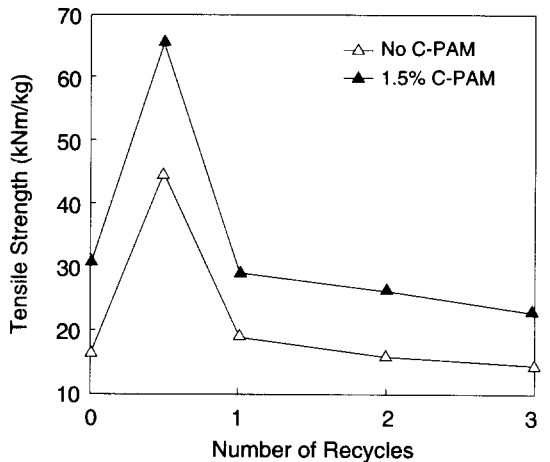 70
60
50
40
30
20
10
Tensile Strength (kNm/kg)
No C-PAM
1.5% C-PAM
0
1
2
3
Number of Recycles